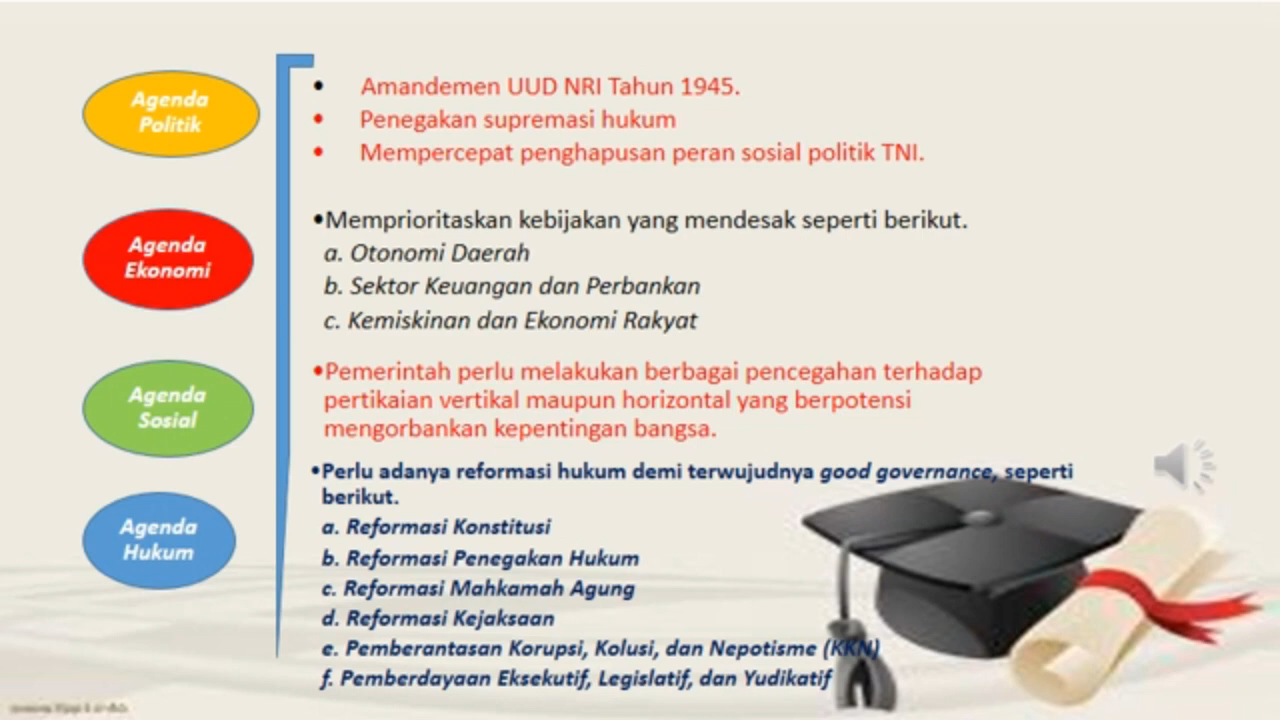 Agenda
Politik
• Amandemen UUD NRI Tahun 1945.
• Penegakan supremasi hukum
• Mempercepat penghapusan peran sosial politik TNI.
Agenda
Ekonomi
•Memprioritaskan kebijakan yang mendesak seperti berikut.
a. Otonomi Daerah
b. Sektor Keuangan dan Perbankan
c. Kemiskinan dan Ekonomi Rakyat
Agenda
Sosial
•Pemerintah perlu melakukan berbagai pencegahan terhadap
pertikaian vertikal maupun horizontal yang berpotensi
mengorbankan kepentingan bangsa.
Agenda
Hukum
•Perlu adanya reformasi hukum demi terwujudnya good governance, seperti
berikut.
a. Reformasi Konstitusi
b. Reformasi Penegakan Hukum
c. Reformasi Mahkamah Agung
d. Reformasi Kejaksaan
e. Pemberantasan Korupsi, Kolusi, dan Nepotisme (KKN)
f. Pemberdayaan Eksekutif, Legislatif, dan Yudikatif